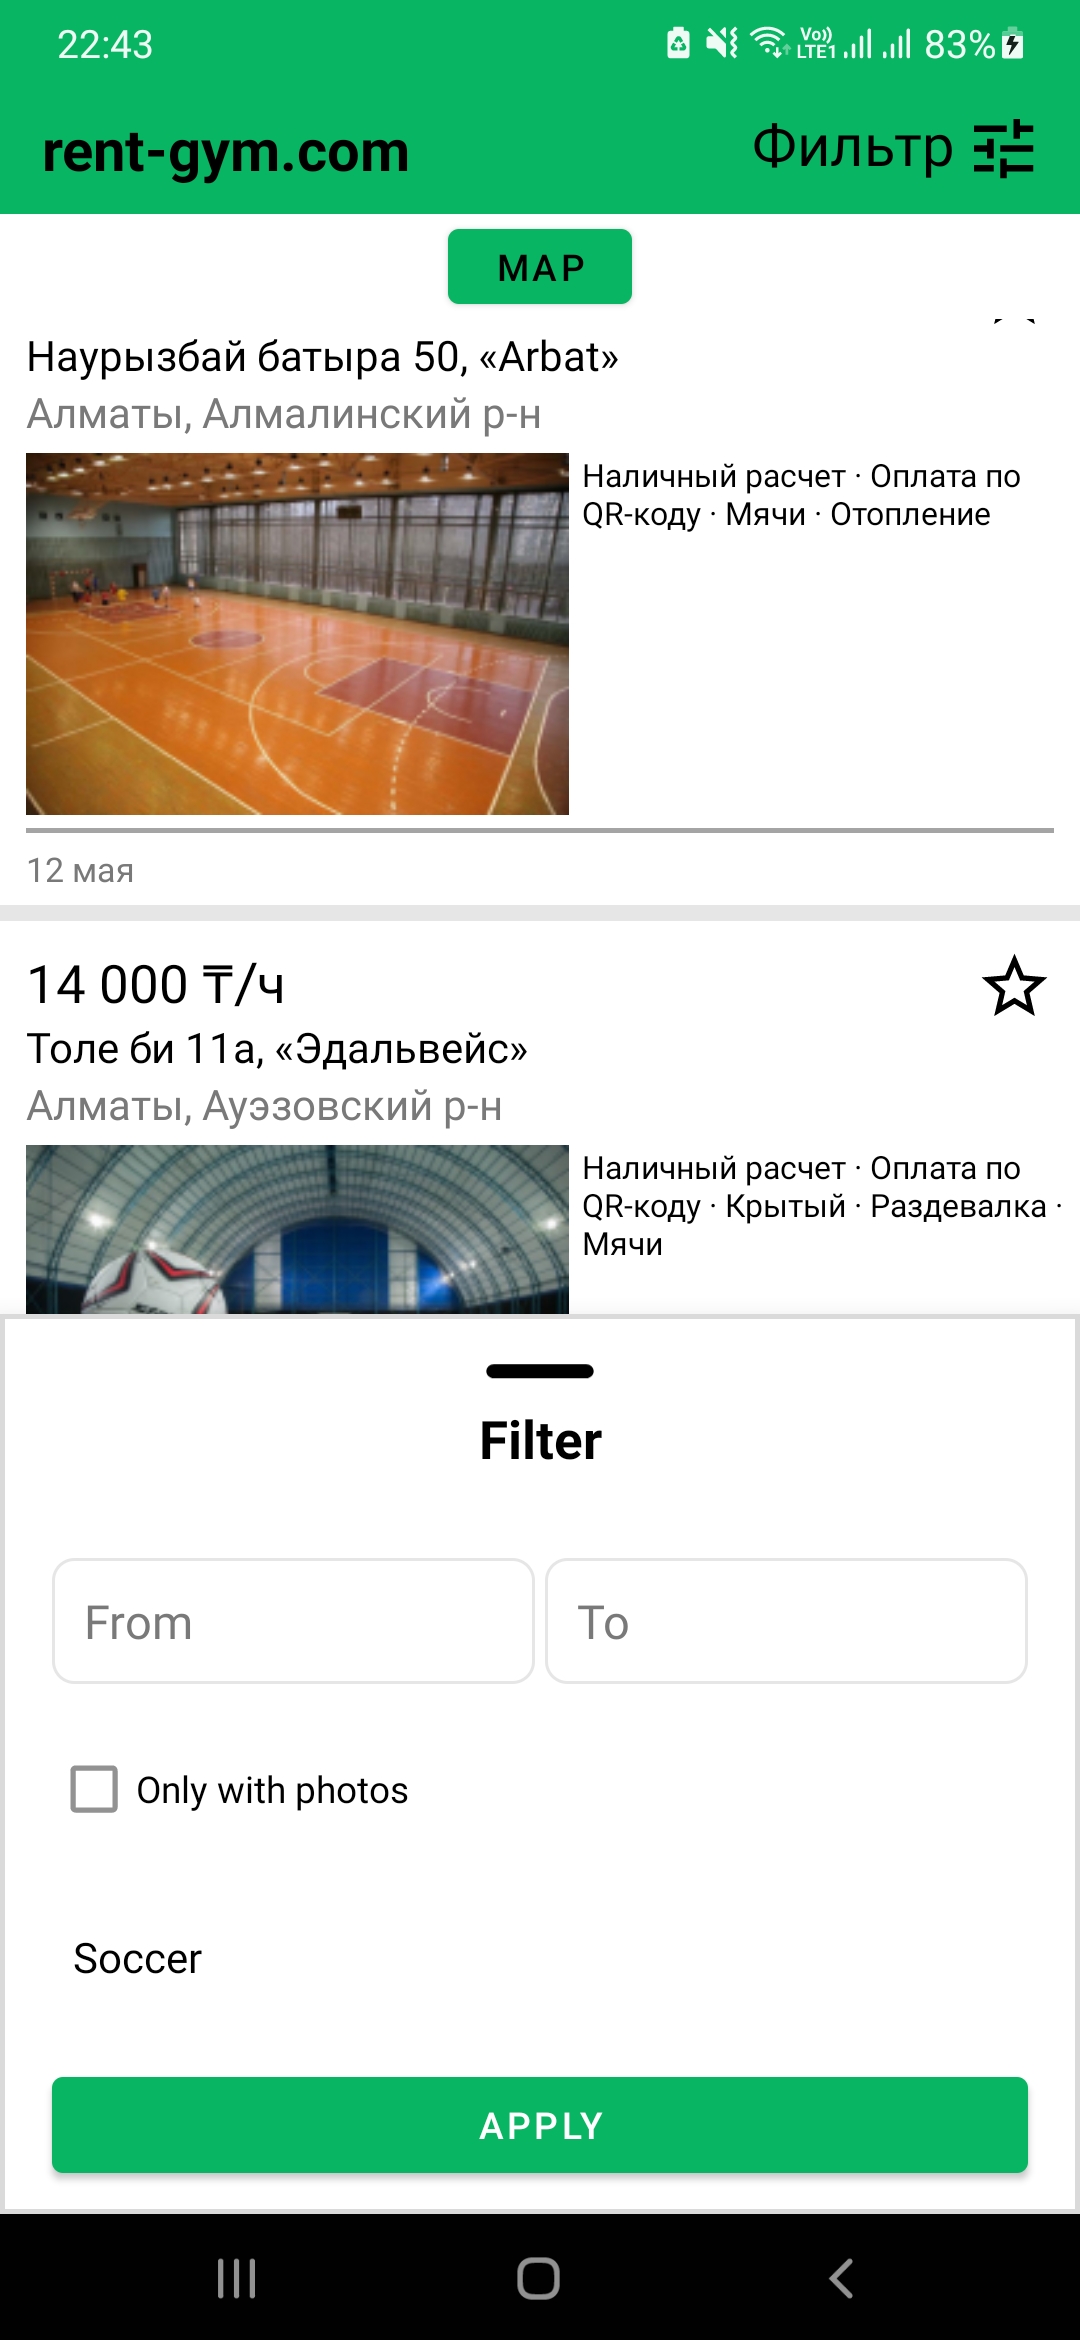 22:43
Vo)) LTE1 83%
rent-gym.com
Фильтр
MAP
Наурызбай батыра 50, «Arbat»
Алматы, Алмалинский р-н
Наличный расчет · Оплата по
QR-коду · Мячи · Отопление
12 мая
14 000 ₸/ч
Толе би 11а, «Эдальвейс»
Алматы, Ауэзовский р-н
Наличный расчет · Оплата по
QR-коду · Крытый · Раздевалка ·
Мячи
Filter
From
To
Only with photos
Soccer
APPLY